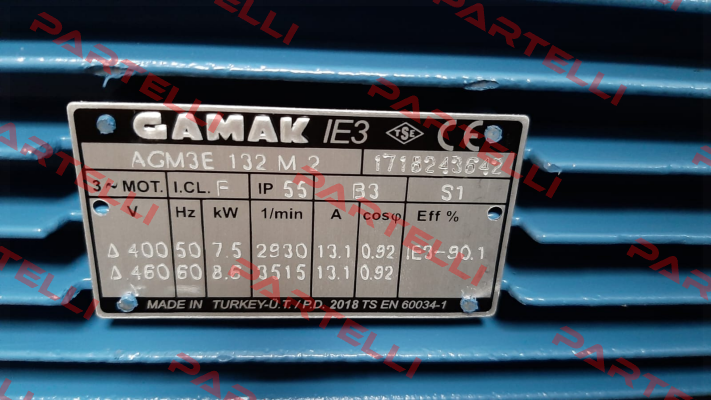 GAMAK IE3 TSE CE
AGM3E 132 M 2 1718243642
3~MOT. I.CL. F IP 55 B3 S1
V Hz kW 1/min A cosφ Eff %
Δ 400 50 7.5 2930 13.1 0.92 IE3-90.1
Δ 460 60 8.6 3515 13.1 0.92
MADE IN TURKEY-Ü.T. / P.D. 2018 TS EN 60034-1
PARTELLI
PARTELLI
PARTELLI
PARTELLI
PARTELLI